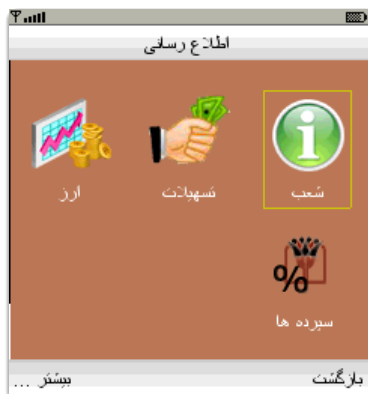 اطلاع رسانی
شعب
تسهیلات
ارز
%
سپرده ها
بازگشت
بیشتر ...